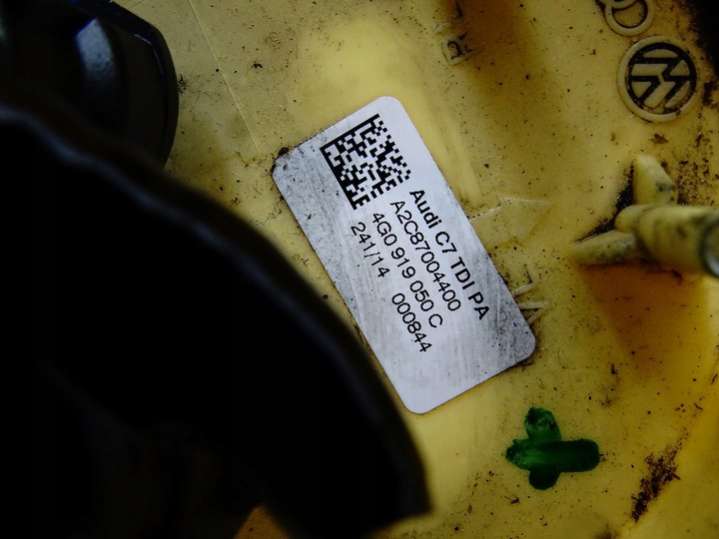 Audi C7 TDI PA
A2C87004400
4G0 919 050 C
241/14 000844